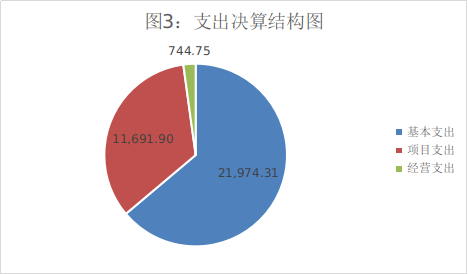 图3：支出决算结构图
744.75
11,691.90
21,974.31
基本支出
项目支出
经营支出